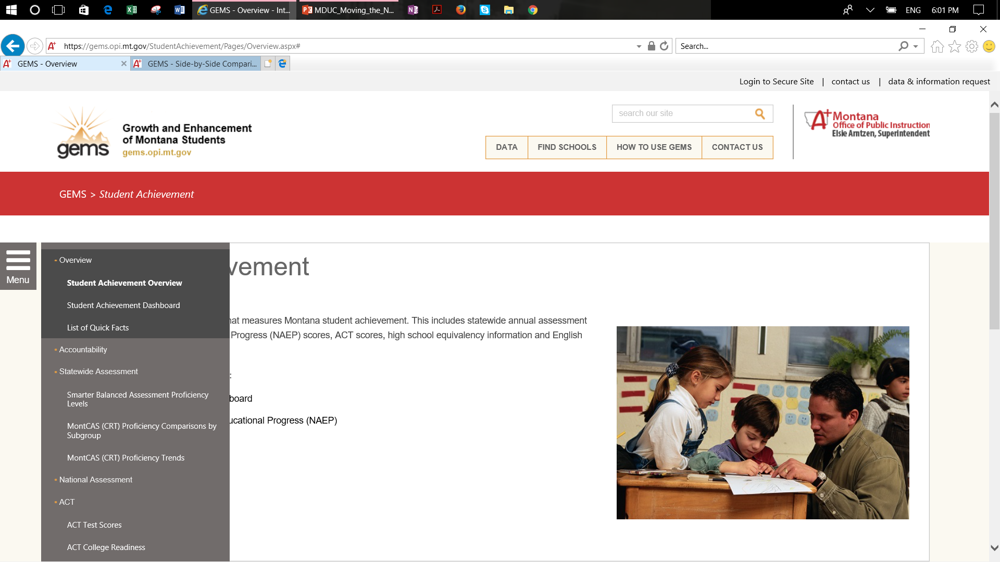 GEMS - Overview - Int...
MDUC_Moving_the_N...
ENG
6:01 PM
https://gems.opi.mt.gov/StudentAchievement/Pages/Overview.aspx#
Search...
GEMS - Overview
GEMS - Side-by-Side Compari...
Login to Secure Site | contact us | data & information request
gems
Growth and Enhancement
of Montana Students
gems.opi.mt.gov
search our site
DATA
FIND SCHOOLS
HOW TO USE GEMS
CONTACT US
A+ Montana
Office of Public Instruction
Elsie Arntzen, Superintendent
GEMS > Student Achievement
Menu
Overview
Student Achievement Overview
Student Achievement Dashboard
List of Quick Facts
Accountability
Statewide Assessment
Smarter Balanced Assessment Proficiency
Levels
MontCAS (CRT) Proficiency Comparisons by
Subgroup
MontCAS (CRT) Proficiency Trends
National Assessment
ACT
ACT Test Scores
ACT College Readiness
vement
hat measures Montana student achievement. This includes statewide annual assessment
Progress (NAEP) scores, ACT scores, high school equivalency information and English
:
board
ucational Progress (NAEP)